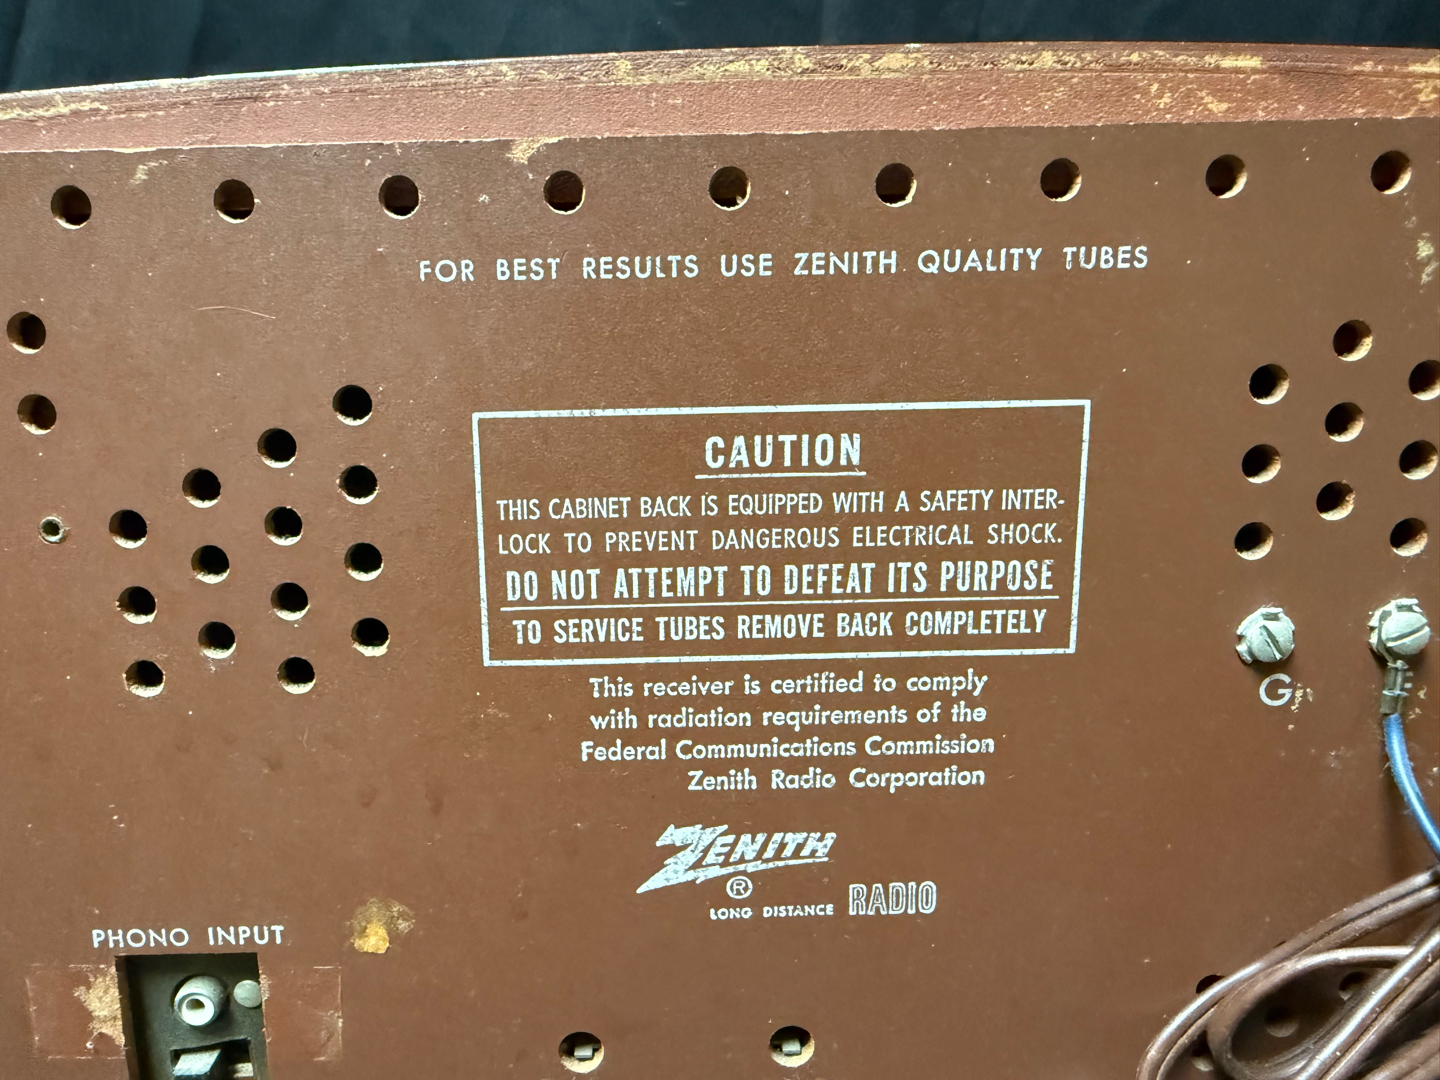 FOR BEST RESULTS USE ZENITH QUALITY TUBES
CAUTION
THIS CABINET BACK IS EQUIPPED WITH A SAFETY INTER-
LOCK TO PREVENT DANGEROUS ELECTRICAL SHOCK.
DO NOT ATTEMPT TO DEFEAT ITS PURPOSE
TO SERVICE TUBES REMOVE BACK COMPLETELY
This receiver is certified to comply
with radiation requirements of the
Federal Communications Commission
Zenith Radio Corporation
G
ZENITH
®
LONG DISTANCE RADIO
PHONO INPUT